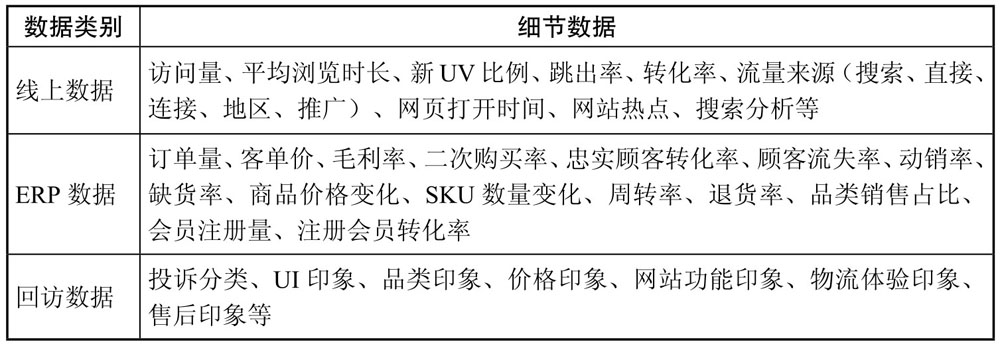 数据类别 细节数据
线上数据
访问量、平均浏览时长、新 UV 比例、跳出率、转化率、流量来源（搜索、直接、
连接、地区、推广）、网页打开时间、网站热点、搜索分析等
ERP 数据
订单量、客单价、毛利率、二次购买率、忠实顾客转化率、顾客流失率、动销率、
缺货率、商品价格变化、SKU 数量变化、周转率、退货率、品类销售占比、
会员注册量、注册会员转化率
回访数据
投诉分类、UI 印象、品类印象、价格印象、网站功能印象、物流体验印象、
售后印象等